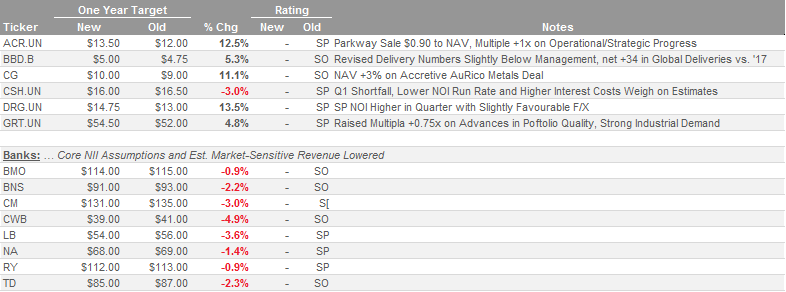 One Year Target Rating
Ticker New Old % Chg New Old Notes
ACR.UN $13.50 $12.00 12.5% - SP Parkway Sale $0.90 to NAV, Multiple +1x on Operational/Strategic Progress
BBD.B $5.00 $4.75 5.3% - SO Revised Delivery Numbers Slightly Below Management, net +34 in Global Deliveries vs. '17
CG $10.00 $9.00 11.1% - SO NAV +3% on Accretive AuRico Metals Deal
CSH.UN $16.00 $16.50 -3.0% - SP Q1 Shortfall, Lower NOI Run Rate and Higher Interest Costs Weigh on Estimates
DRG.UN $14.75 $13.00 13.5% - SP SP NOI Higher in Quarter with Slightly Favourable F/X
GRT.UN $54.50 $52.00 4.8% - SP Raised Multipla +0.75x on Advances in Poftolio Quality, Strong Industrial Demand
Banks: ... Core NII Assumptions and Est. Market-Sensitive Revenue Lowered
BMO $114.00 $115.00 -0.9% - SO
BNS $91.00 $93.00 -2.2% - SO
CM $131.00 $135.00 -3.0% - S[
CWB $39.00 $41.00 -4.9% - SO
LB $54.00 $56.00 -3.6% - SP
NA $68.00 $69.00 -1.4% - SP
RY $112.00 $113.00 -0.9% - SP
TD $85.00 $87.00 -2.3% - SO